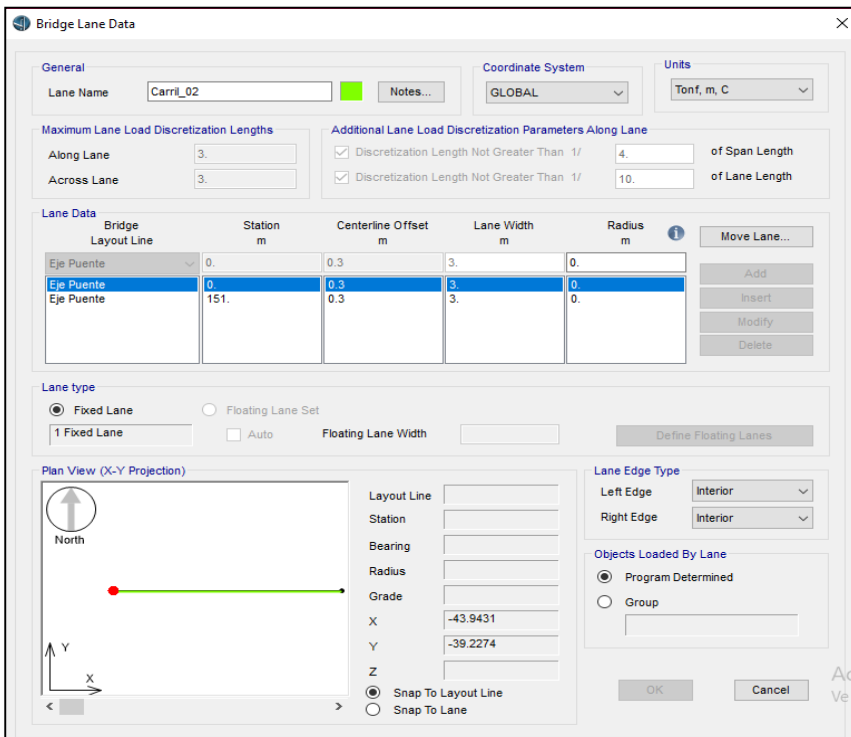 Bridge Lane Data
General
Lane Name Carril_02 Notes...
Coordinate System
GLOBAL
Units
Tonf, m, C
Maximum Lane Load Discretization Lengths
Along Lane 3.
Across Lane 3.
Additional Lane Load Discretization Parameters Along Lane
Discretization Length Not Greater Than 1/ 4. of Span Length
Discretization Length Not Greater Than 1/ 10. of Lane Length
Lane Data
Bridge Layout Line Station m Centerline Offset m Lane Width m Radius m
Eje Puente 0. 0.3 3. 0.
Eje Puente 0. 0.3 3. 0.
Eje Puente 151. 0.3 3. 0.
Move Lane...
Add
Insert
Modify
Delete
Lane type
Fixed Lane Floating Lane Set
1 Fixed Lane Auto Floating Lane Width Define Floating Lanes
Plan View (X-Y Projection)
North
Y
X
Layout Line
Station
Bearing
Radius
Grade
X -43.9431
Y -39.2274
Z
Snap To Layout Line
Snap To Lane
Lane Edge Type
Left Edge Interior
Right Edge Interior
Objects Loaded By Lane
Program Determined
Group
OK Cancel